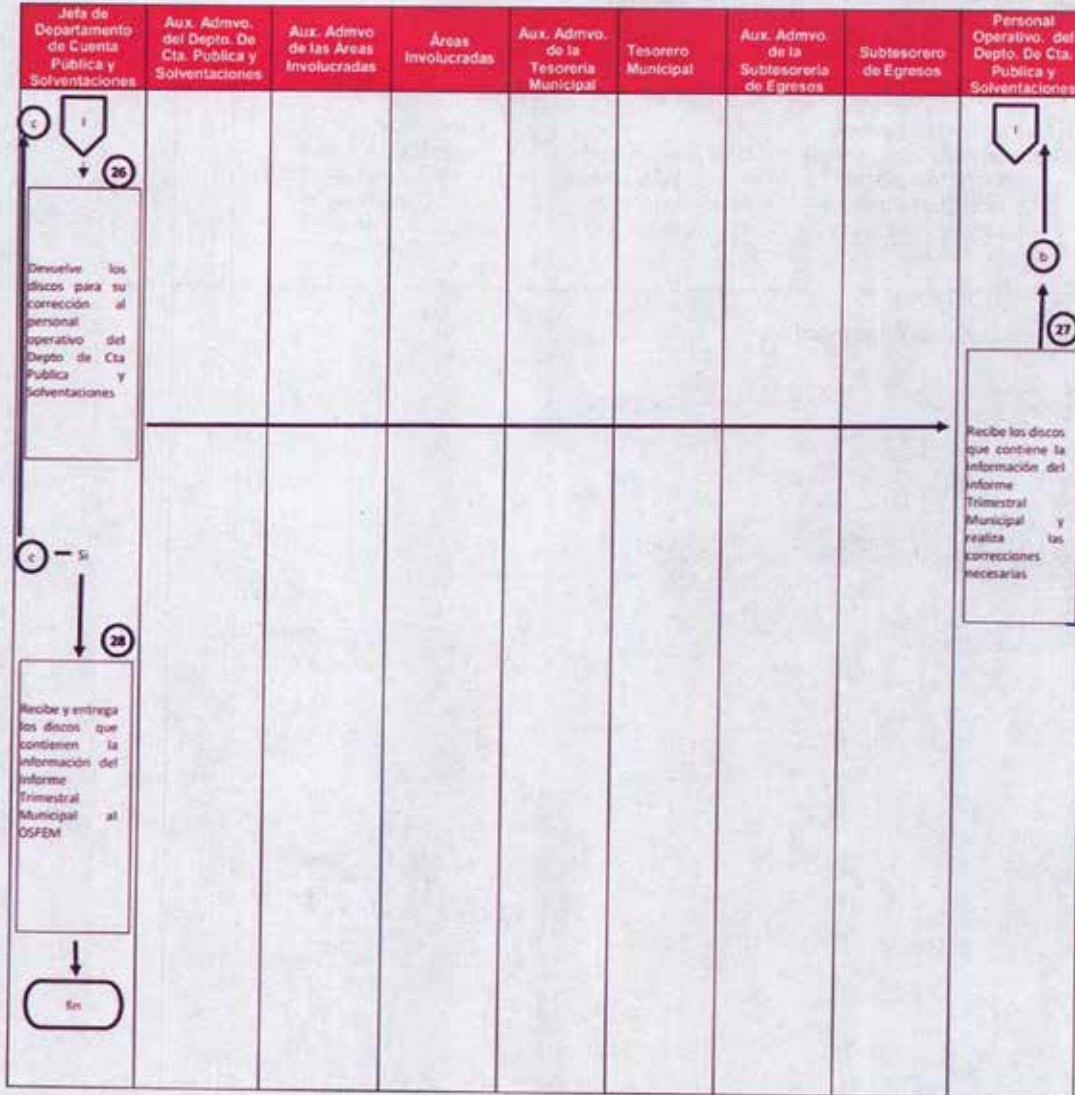 Jefa de
Departamento
de Cuenta
Pública y
Solventaciones
Aux. Admvo.
del Depto. De
Cta. Publica y
Solventaciones
Aux. Admvo
de las Áreas
Involucradas
Áreas
Involucradas
Aux. Admvo.
de la
Tesorería
Municipal
Tesorero
Municipal
Aux. Admvo.
de la
Subtesorería
de Egresos
Subtesorero
de Egresos
Personal
Operativo. del
Depto. De Cta.
Publica y
Solventaciones
c
26
Devuelve los
discos para su
corrección al
personal
operativo del
Depto de Cta
Publica y
Solventaciones
b
27
Recibe los discos
que contiene la
información del
Informe
Trimestral
Municipal y
realiza las
correcciones
necesarias
c
Si
28
Recibe y entrega
los discos que
contienen la
información del
Informe
Trimestral
Municipal al
OSFEM
fin